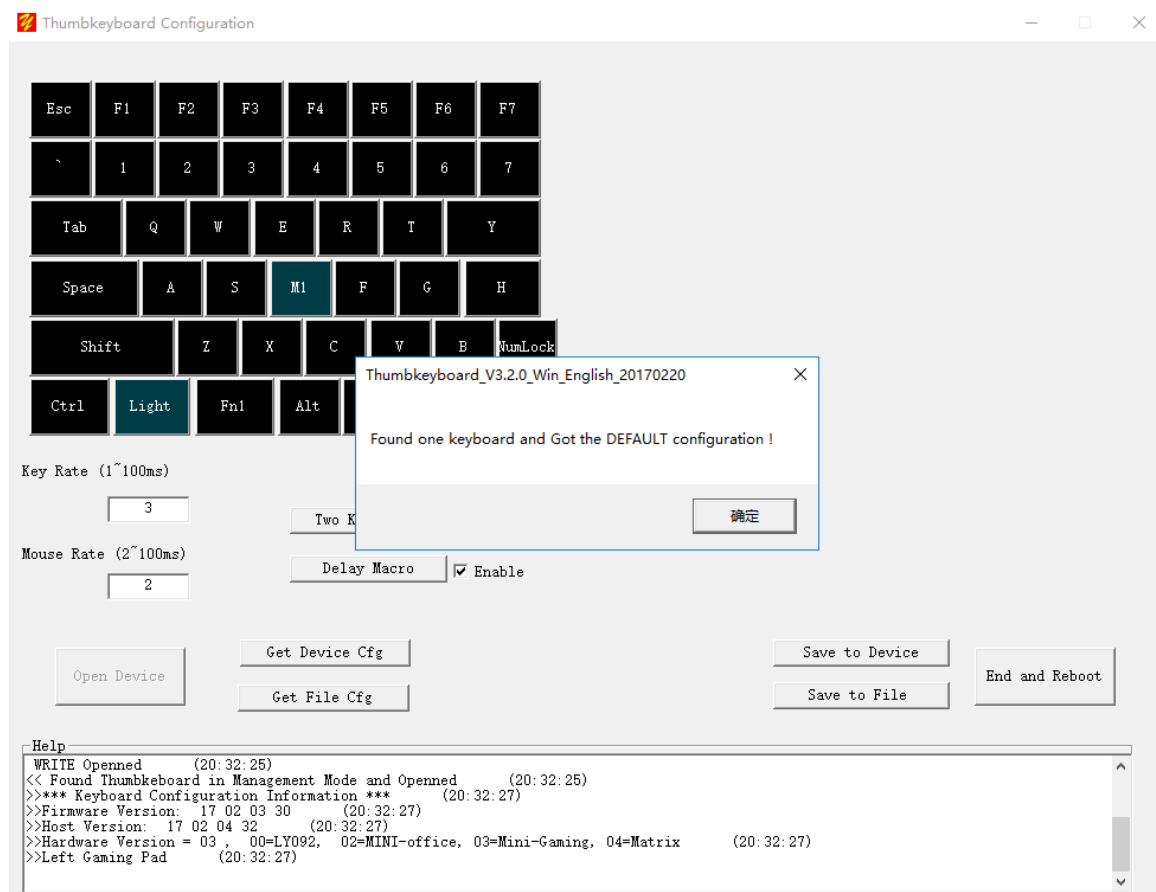 Thumbkeyboard Configuration
Esc F1 F2 F3 F4 F5 F6 F7
` 1 2 3 4 5 6 7
Tab Q W E R T Y
Space A S M1 F G H
Shift Z X C V B NumLock
Thumbkeyboard_V3.2.0_Win_English_20170220
Ctrl Light Fn1 Alt
Found one keyboard and Got the DEFAULT configuration !
确定
Key Rate (1~100ms)
3
Two K
Mouse Rate (2~100ms)
2
Delay Macro Enable
Open Device
Get Device Cfg
Get File Cfg
Save to Device
Save to File
End and Reboot
Help
WRITE Openned (20:32:25)
<< Found Thumbkeboard in Management Mode and Openned (20:32:25)
>>*** Keyboard Configuration Information *** (20:32:27)
>>Firmware Version: 17 02 03 30 (20:32:27)
>>Host Version: 17 02 04 32 (20:32:27)
>>Hardware Version = 03 , 00=LY092, 02=MINI-office, 03=Mini-Gaming, 04=Matrix (20:32:27)
>>Left Gaming Pad (20:32:27)